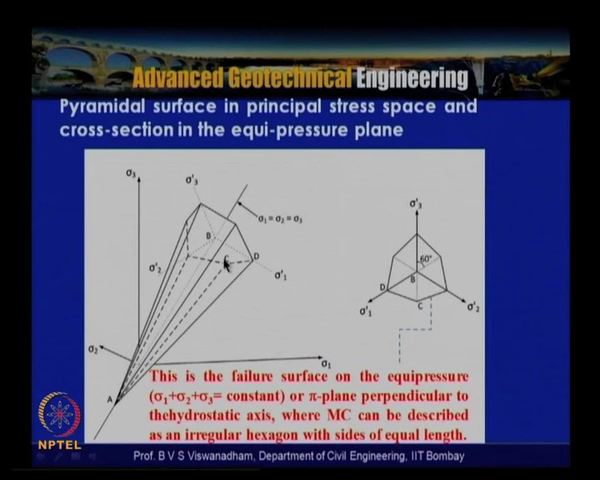 Advanced Geotechnical Engineering
Pyramidal surface in principal stress space and
cross-section in the equi-pressure plane
σ₃
σ'₃
σ₁ = σ₂ = σ₃
B
C
D
σ'₂
σ'₁
σ₂
σ₁
A
σ'₃
60°
B
D
C
σ'₁
σ'₂
This is the failure surface on the equipressure
(σ₁+σ₂+σ₃= constant) or π-plane perpendicular to
thehydrostatic axis, where MC can be described
as an irregular hexagon with sides of equal length.
NPTEL
Prof. B V S Viswanadham, Department of Civil Engineering, IIT Bombay